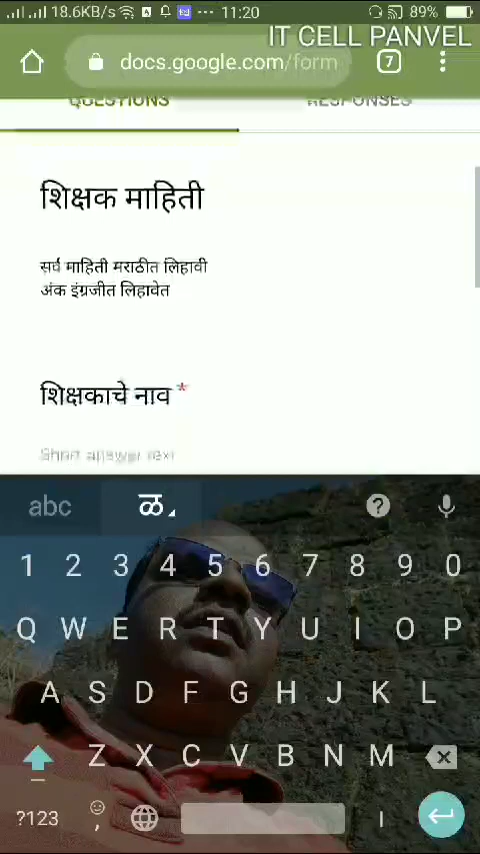 18.6KB/s 11:20 89%
IT CELL PANVEL
docs.google.com/form 7
QUESTIONS RESPONSES
शिक्षक माहिती
सर्व माहिती मराठीत लिहावी
अंक इंग्रजीत लिहावेत
शिक्षकाचे नाव *
Short answer text
abc ळ
1 2 3 4 5 6 7 8 9 0
Q W E R T Y U I O P
A S D F G H J K L
Z X C V B N M
?123 , |